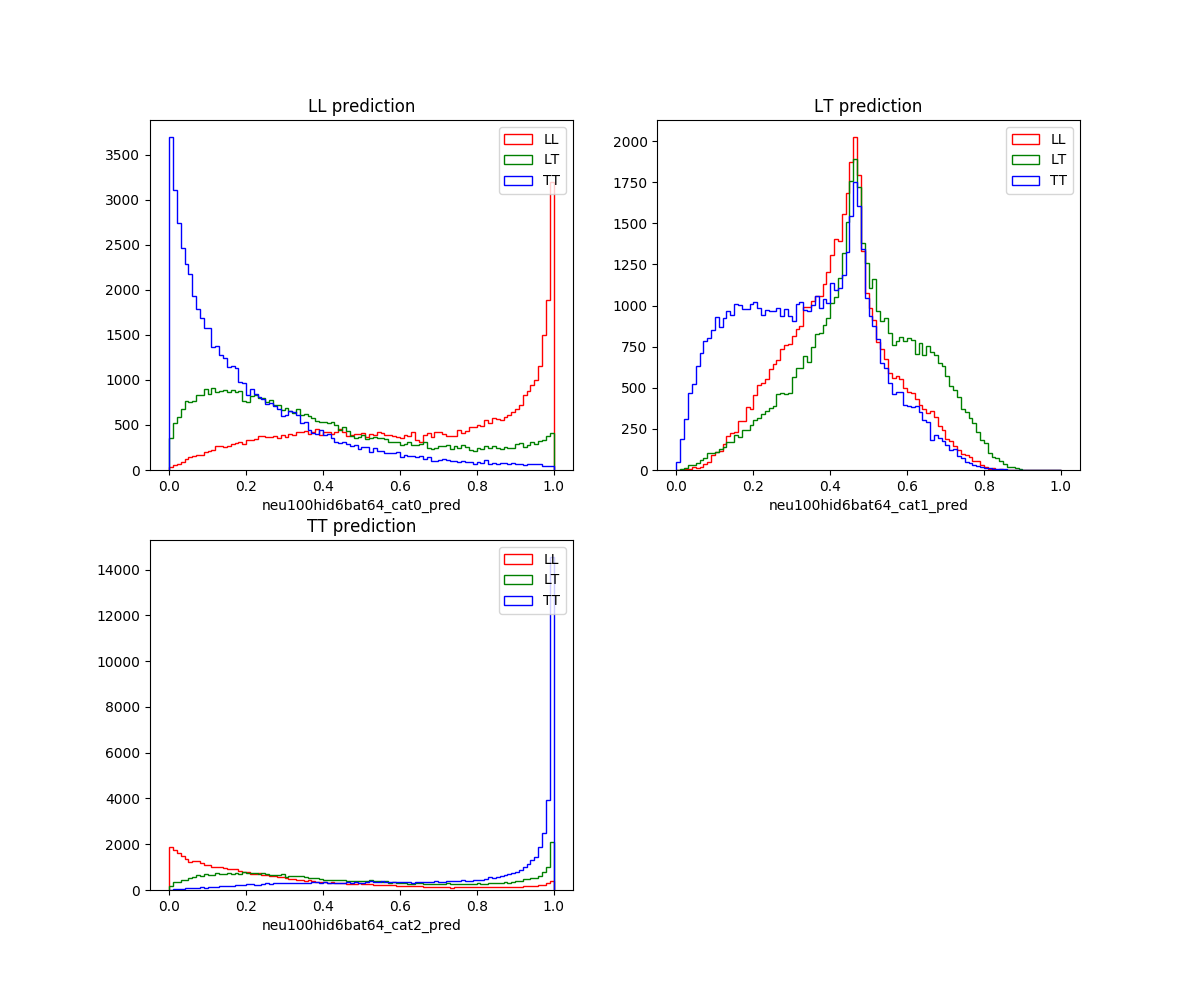 LL prediction
LL
LT
TT
3500
3000
2500
2000
1500
1000
500
0
0.0 0.2 0.4 0.6 0.8 1.0
neu100hid6bat64_cat0_pred
LT prediction
LL
LT
TT
2000
1750
1500
1250
1000
750
500
250
0
0.0 0.2 0.4 0.6 0.8 1.0
neu100hid6bat64_cat1_pred
TT prediction
LL
LT
TT
14000
12000
10000
8000
6000
4000
2000
0
0.0 0.2 0.4 0.6 0.8 1.0
neu100hid6bat64_cat2_pred